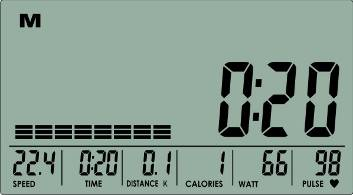 M
0:20
22.4 0:20 0.1 1 66 98
SPEED TIME DISTANCE K CALORIES WATT PULSE ♥